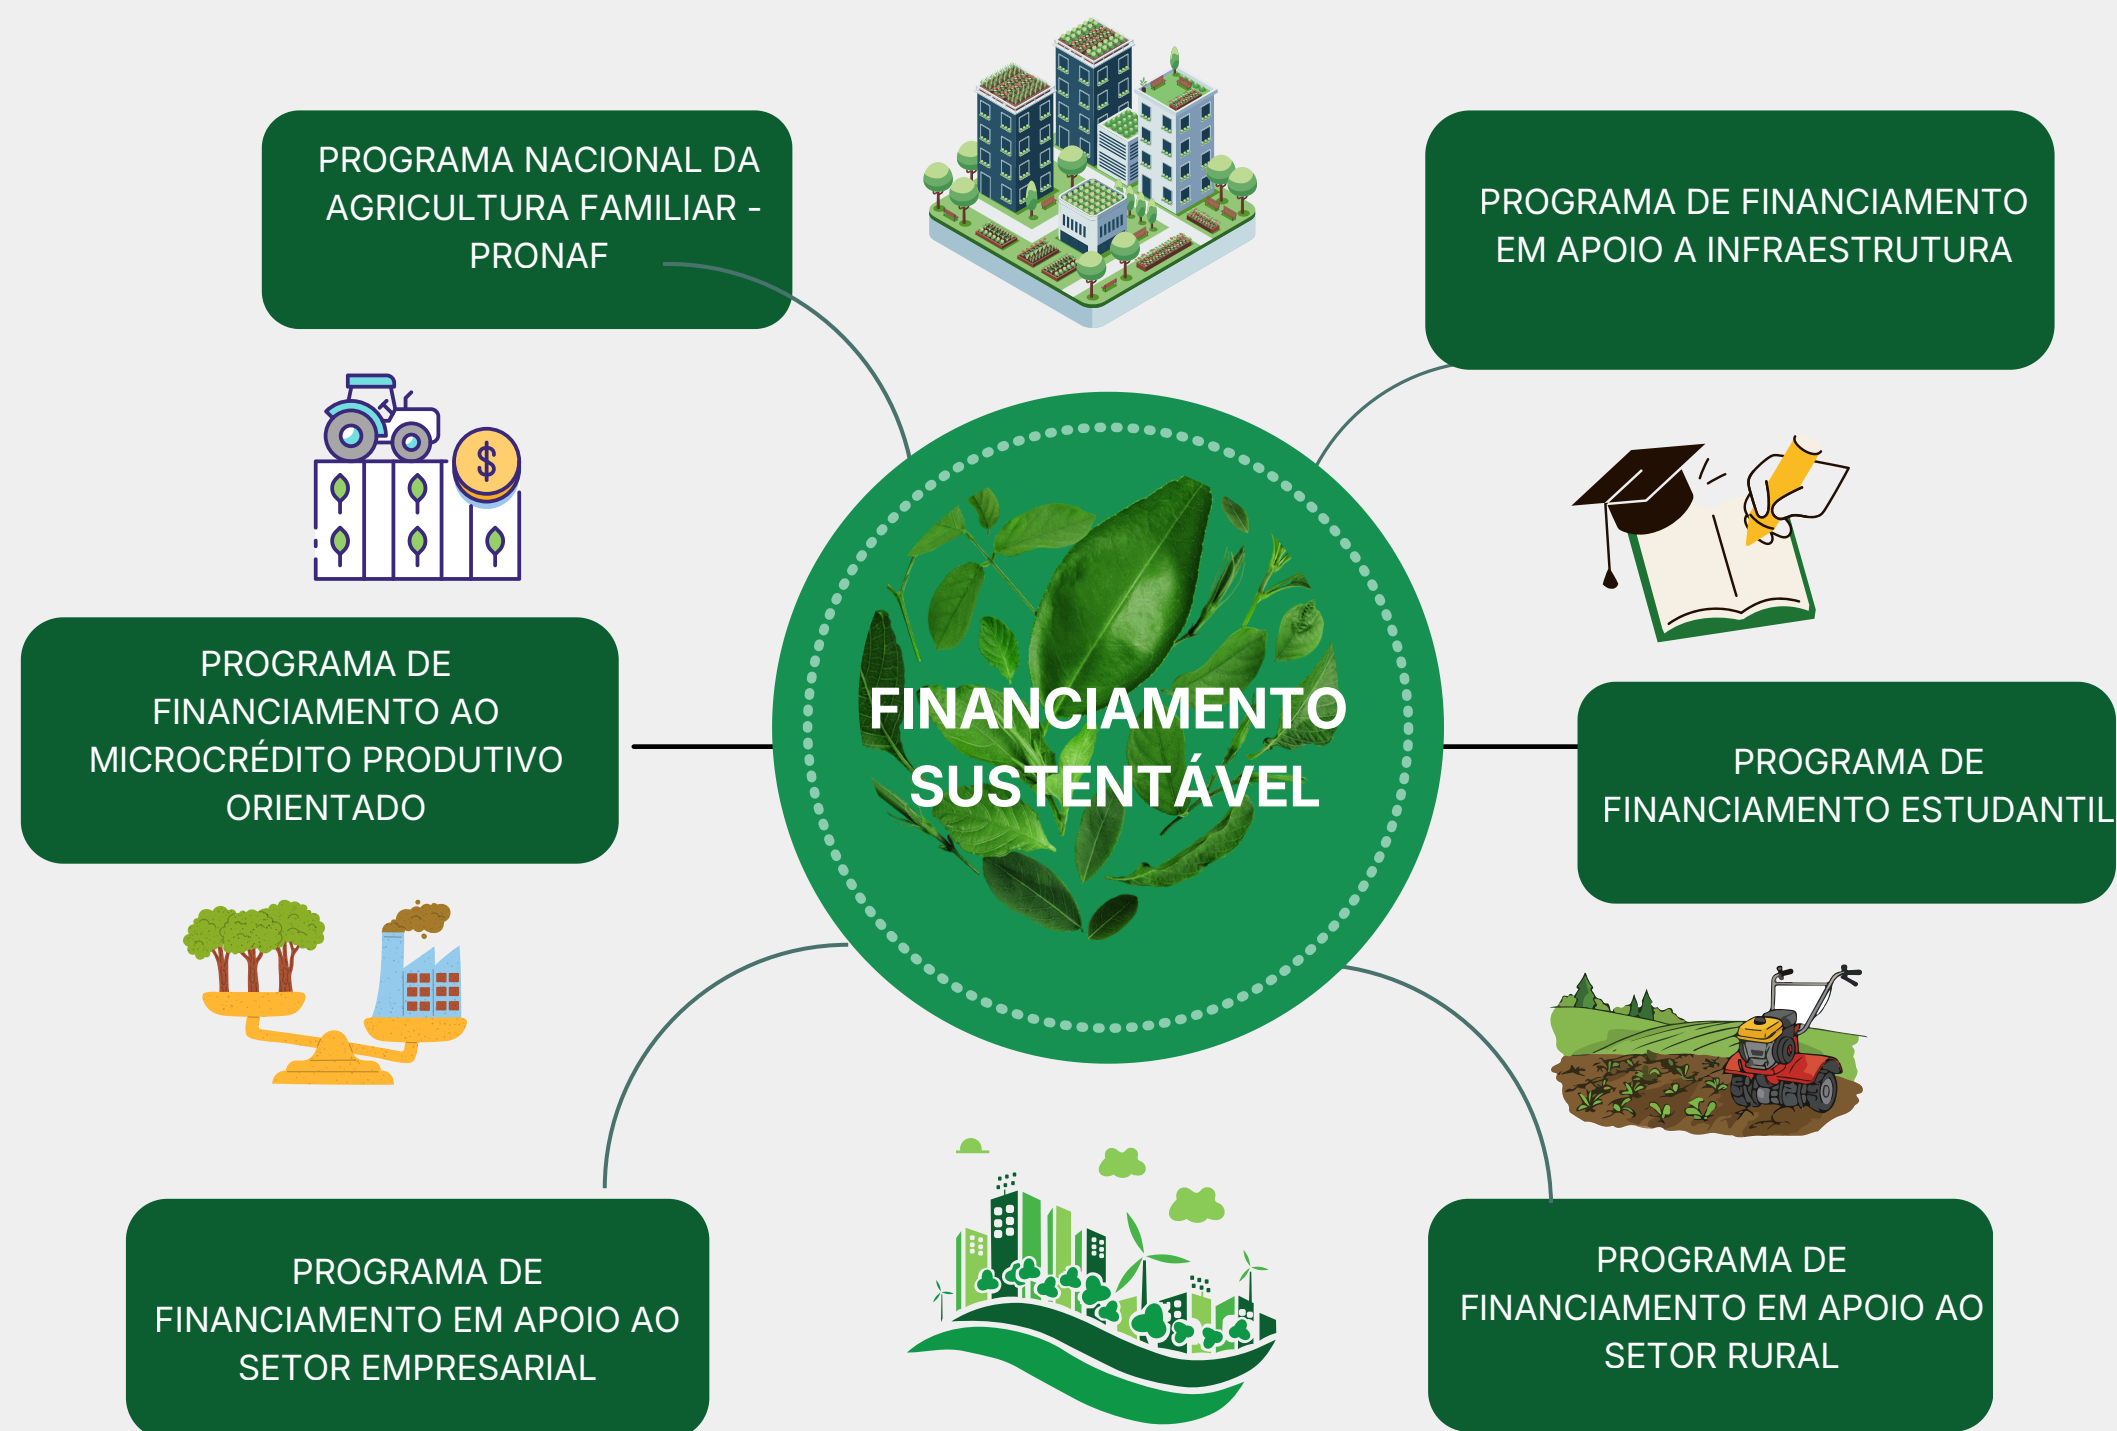 PROGRAMA NACIONAL DA
AGRICULTURA FAMILIAR -
PRONAF
PROGRAMA DE FINANCIAMENTO
EM APOIO A INFRAESTRUTURA
$
PROGRAMA DE
FINANCIAMENTO AO
MICROCRÉDITO PRODUTIVO
ORIENTADO
FINANCIAMENTO
SUSTENTÁVEL
PROGRAMA DE
FINANCIAMENTO ESTUDANTIL
PROGRAMA DE
FINANCIAMENTO EM APOIO AO
SETOR EMPRESARIAL
PROGRAMA DE
FINANCIAMENTO EM APOIO AO
SETOR RURAL